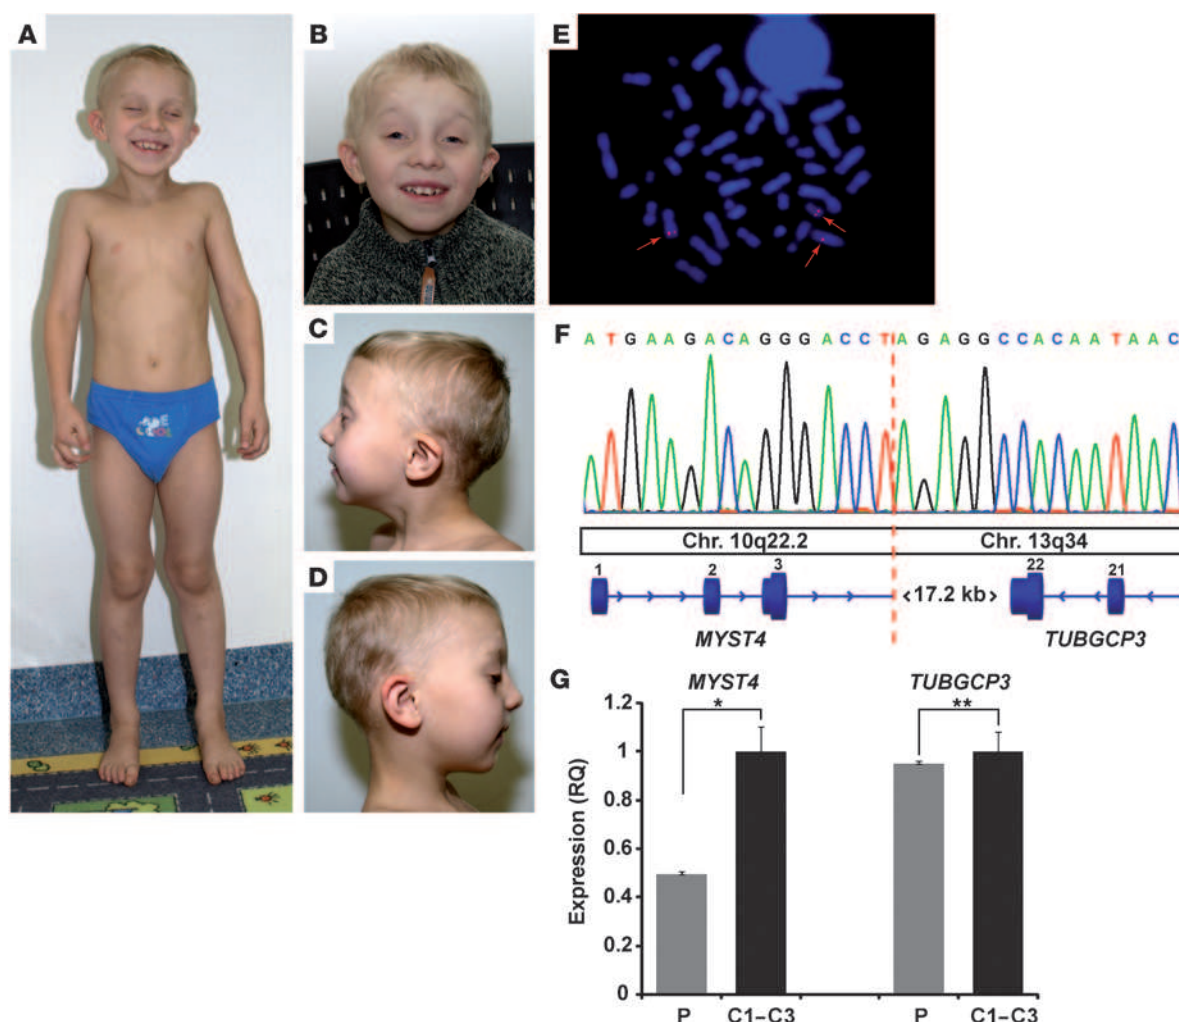 A
B
C
D
E
F
A T G A A G A C A G G G A C C T A G A G G C C A C A A T A A C
Chr. 10q22.2 Chr. 13q34
1 2 3 22 21
‹17.2 kb›
MYST4 TUBGCP3
G
MYST4 TUBGCP3
* **
Expression (RQ)
1.2
1
0.8
0.6
0.4
0.2
0
P C1–C3 P C1–C3